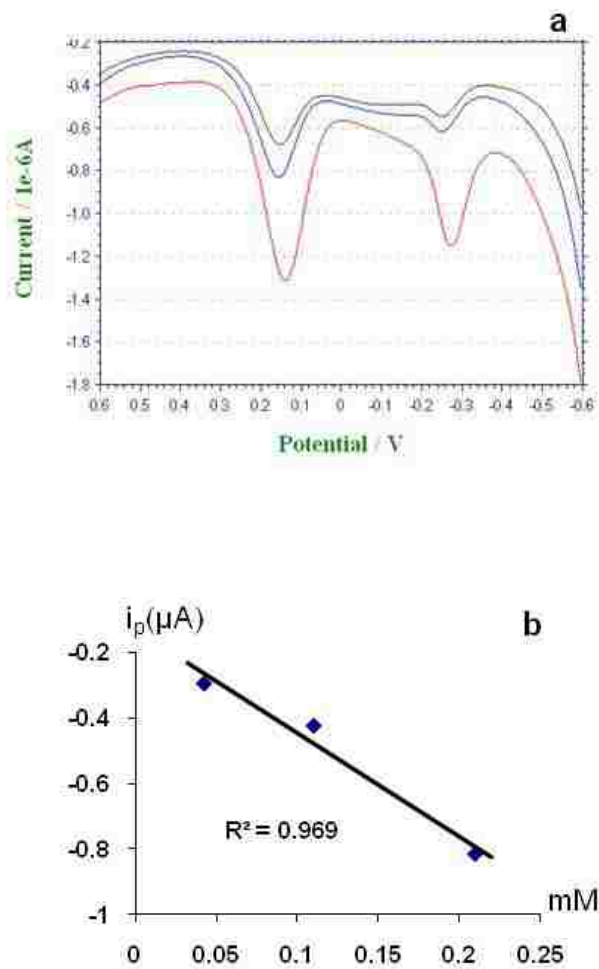 a
-0.2
-0.4
-0.6
-0.8
-1.0
-1.2
-1.4
-1.6
-1.8
Current / 1e-6A
0.6 0.5 0.4 0.3 0.2 0.1 0 -0.1 -0.2 -0.3 -0.4 -0.5 -0.6
Potential / V
iₚ(µA)
b
-0.2
-0.4
-0.6
-0.8
-1
R² = 0.969
mM
0 0.05 0.1 0.15 0.2 0.25